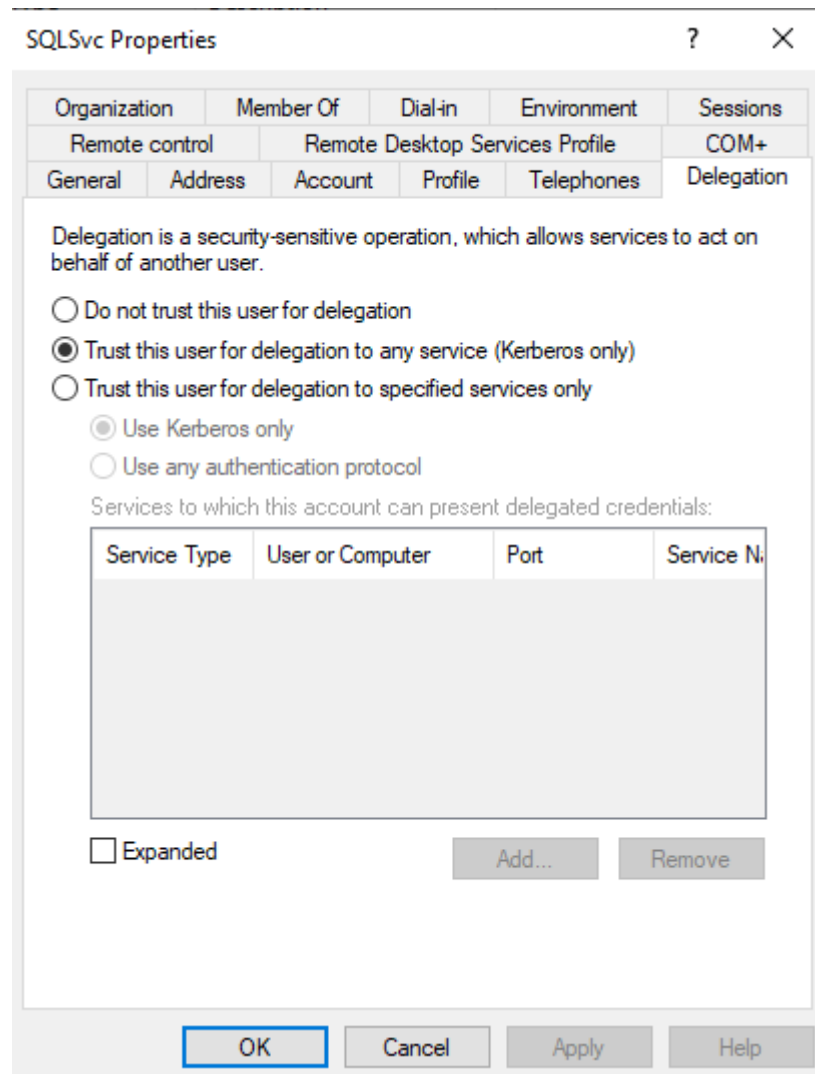 SQLSvc Properties ?
Organization Member Of Dial-in Environment Sessions
Remote control Remote Desktop Services Profile COM+
General Address Account Profile Telephones Delegation
Delegation is a security-sensitive operation, which allows services to act on
behalf of another user.
Do not trust this user for delegation
Trust this user for delegation to any service (Kerberos only)
Trust this user for delegation to specified services only
Use Kerberos only
Use any authentication protocol
Services to which this account can present delegated credentials:
Service Type User or Computer Port Service Na
Expanded Add... Remove
OK Cancel Apply Help